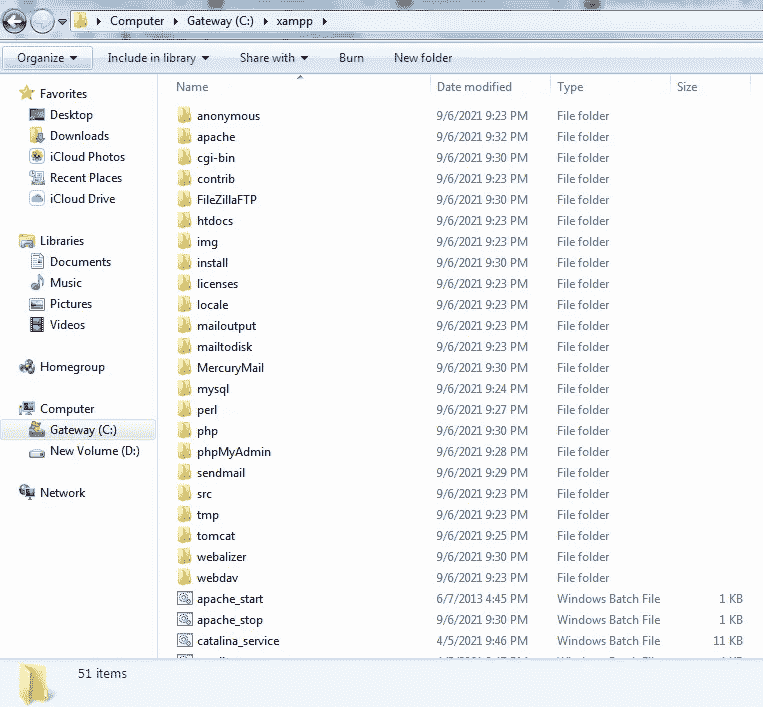 Computer Gateway (C:) xampp
Organize Include in library Share with Burn New folder
Favorites
Desktop
Downloads
iCloud Photos
Recent Places
iCloud Drive
Libraries
Documents
Music
Pictures
Videos
Homegroup
Computer
Gateway (C:)
New Volume (D:)
Network
Name Date modified Type Size
anonymous 9/6/2021 9:23 PM File folder
apache 9/6/2021 9:32 PM File folder
cgi-bin 9/6/2021 9:30 PM File folder
contrib 9/6/2021 9:23 PM File folder
FileZillaFTP 9/6/2021 9:30 PM File folder
htdocs 9/6/2021 9:23 PM File folder
img 9/6/2021 9:23 PM File folder
install 9/6/2021 9:30 PM File folder
licenses 9/6/2021 9:23 PM File folder
locale 9/6/2021 9:23 PM File folder
mailoutput 9/6/2021 9:23 PM File folder
mailtodisk 9/6/2021 9:23 PM File folder
MercuryMail 9/6/2021 9:30 PM File folder
mysql 9/6/2021 9:24 PM File folder
perl 9/6/2021 9:27 PM File folder
php 9/6/2021 9:30 PM File folder
phpMyAdmin 9/6/2021 9:28 PM File folder
sendmail 9/6/2021 9:29 PM File folder
src 9/6/2021 9:23 PM File folder
tmp 9/6/2021 9:23 PM File folder
tomcat 9/6/2021 9:25 PM File folder
webalizer 9/6/2021 9:30 PM File folder
webdav 9/6/2021 9:23 PM File folder
apache_start 6/7/2013 4:45 PM Windows Batch File 1 KB
apache_stop 9/6/2021 9:30 PM Windows Batch File 1 KB
catalina_service 4/5/2021 9:46 PM Windows Batch File 11 KB
51 items